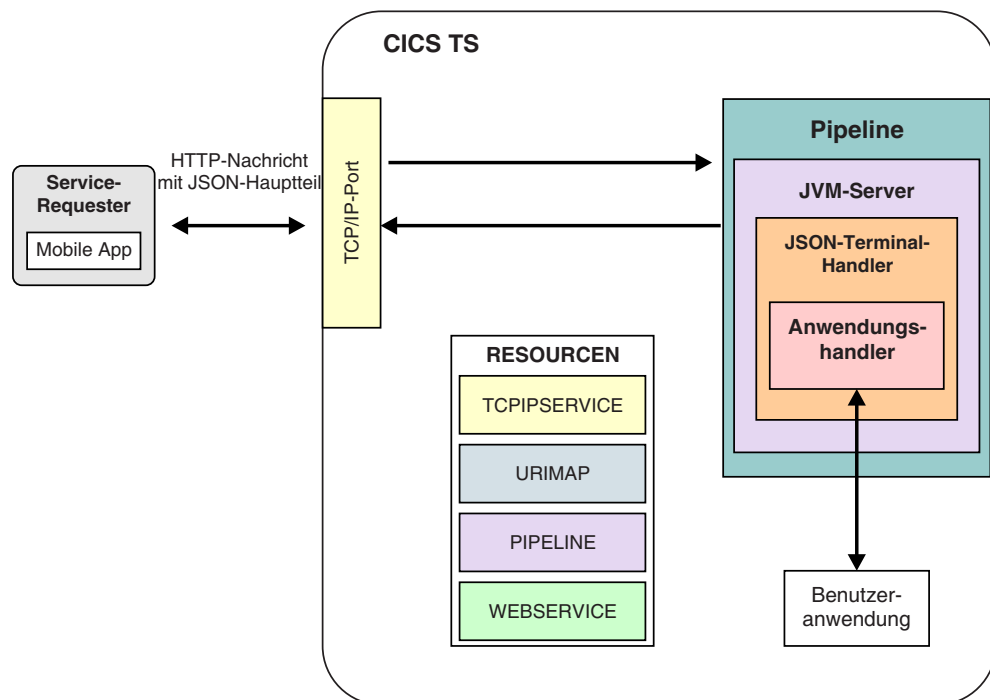 CICS TS
HTTP-Nachricht
mit JSON-Hauptteil
Service-
Requester
Mobile App
TCP/IP-Port
Pipeline
JVM-Server
JSON-Terminal-
Handler
Anwendungs-
handler
RESOURCEN
TCPIPSERVICE
URIMAP
PIPELINE
WEBSERVICE
Benutzer-
anwendung